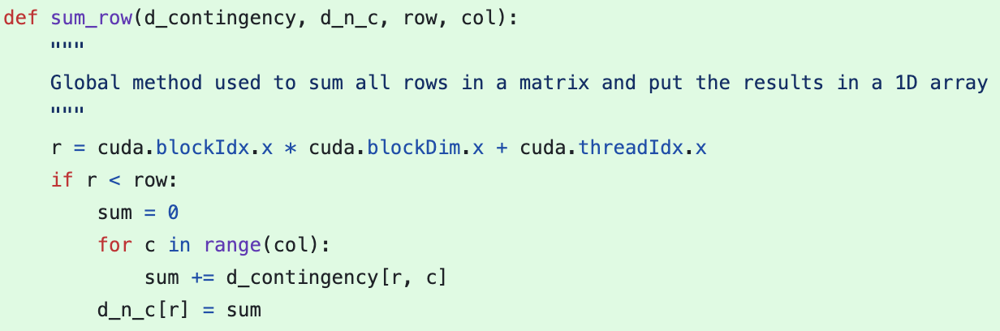 def sum_row(d_contingency, d_n_c, row, col):
    """
    Global method used to sum all rows in a matrix and put the results in a 1D array
    """
    r = cuda.blockIdx.x * cuda.blockDim.x + cuda.threadIdx.x
    if r < row:
        sum = 0
        for c in range(col):
            sum += d_contingency[r, c]
        d_n_c[r] = sum